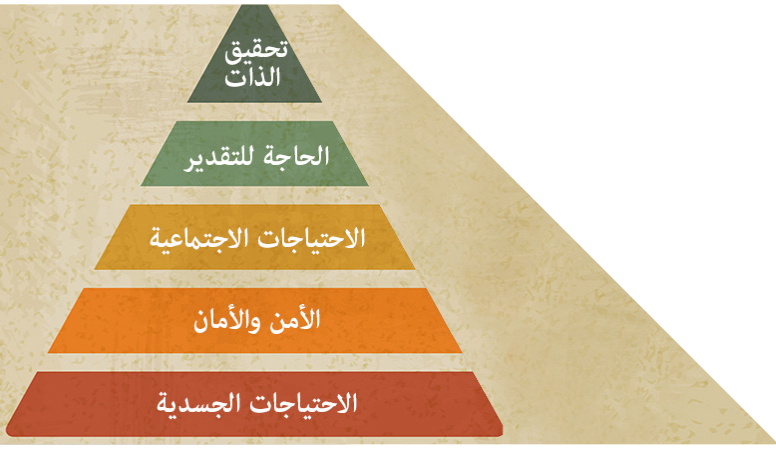 تحقيق
الذات
الحاجة للتقدير
الاحتياجات الاجتماعية
الأمن والأمان
الاحتياجات الجسدية